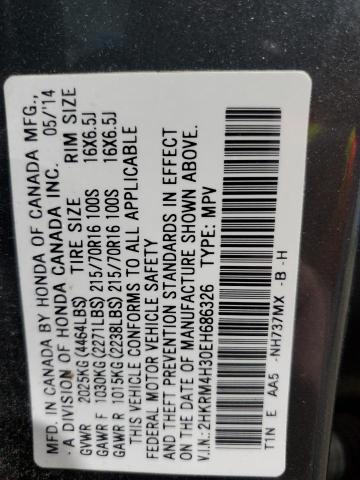 MFD. IN CANADA BY HONDA OF CANADA MFG.,
A DIVISION OF HONDA CANADA INC. 05/'14
GVWR 2025KG (4464LBS) TIRE SIZE RIM SIZE
GAWR F 1030KG (2271LBS) 215/70R16 100S 16X6.5J
GAWR R 1015KG (2238LBS) 215/70R16 100S 16X6.5J
THIS VEHICLE CONFORMS TO ALL APPLICABLE
FEDERAL MOTOR VEHICLE SAFETY
AND THEFT PREVENTION STANDARDS IN EFFECT
ON THE DATE OF MANUFACTURE SHOWN ABOVE.
V.I.N.: 2HKRM4H30EH686326 TYPE: MPV
T1N E AA5 -NH737MX -B -H